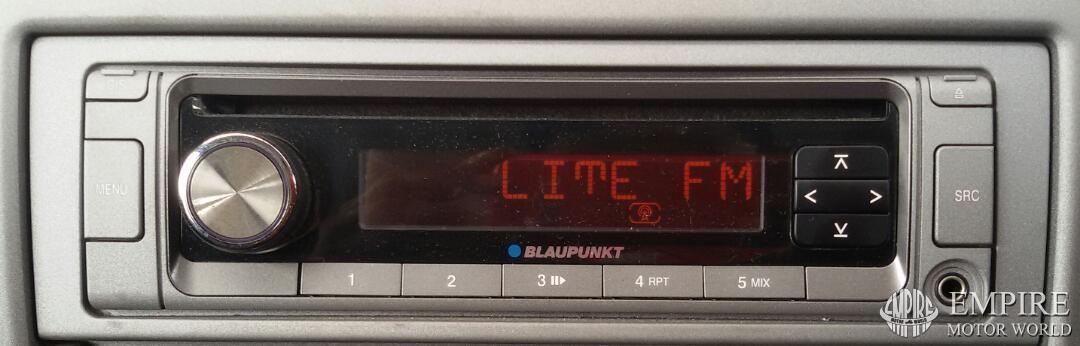 MENU
LITE FM
SRC
BLAUPUNKT
1 2 3 4 RPT 5 MIX
EMPIRE
MOTOR WORLD